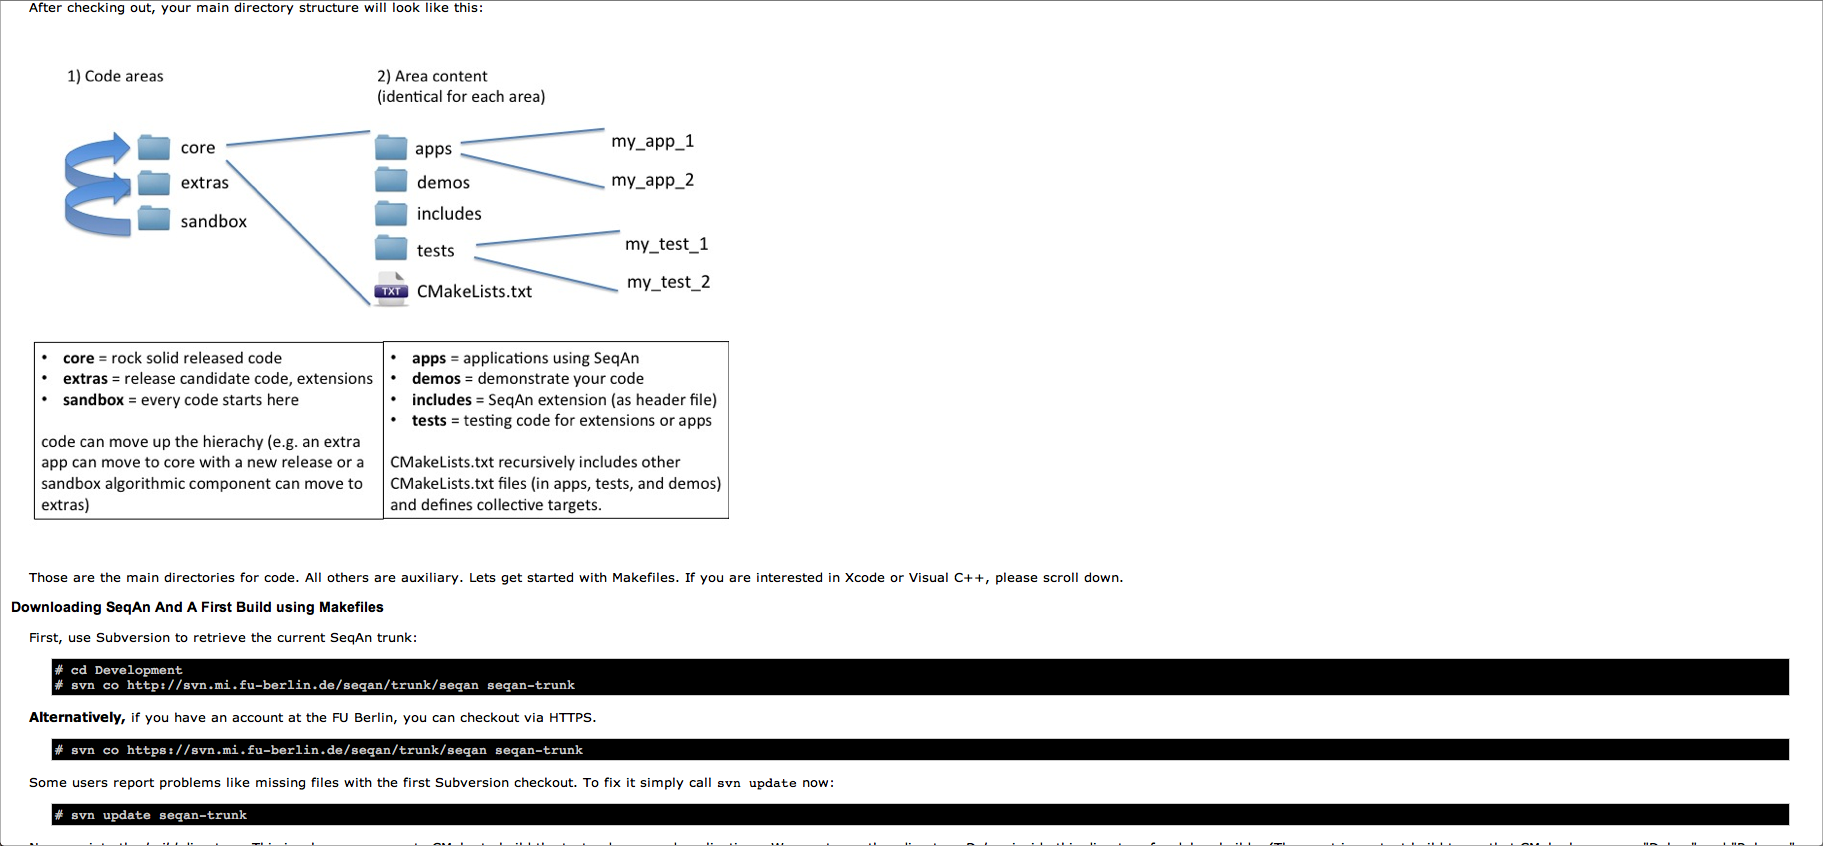 After checking out, your main directory structure will look like this:
1) Code areas
2) Area content
(identical for each area)
core
extras
sandbox
apps
demos
includes
tests
TXT CMakeLists.txt
my_app_1
my_app_2
my_test_1
my_test_2
• core = rock solid released code
• extras = release candidate code, extensions
• sandbox = every code starts here
code can move up the hierachy (e.g. an extra
app can move to core with a new release or a
sandbox algorithmic component can move to
extras)
• apps = applications using SeqAn
• demos = demonstrate your code
• includes = SeqAn extension (as header file)
• tests = testing code for extensions or apps
CMakeLists.txt recursively includes other
CMakeLists.txt files (in apps, tests, and demos)
and defines collective targets.
Those are the main directories for code. All others are auxiliary. Lets get started with Makefiles. If you are interested in Xcode or Visual C++, please scroll down.
Downloading SeqAn And A First Build using Makefiles
First, use Subversion to retrieve the current SeqAn trunk:
# cd Development
# svn co http://svn.mi.fu-berlin.de/seqan/trunk/seqan seqan-trunk
Alternatively, if you have an account at the FU Berlin, you can checkout via HTTPS.
# svn co https://svn.mi.fu-berlin.de/seqan/trunk/seqan seqan-trunk
Some users report problems like missing files with the first Subversion checkout. To fix it simply call svn update now:
# svn update seqan-trunk